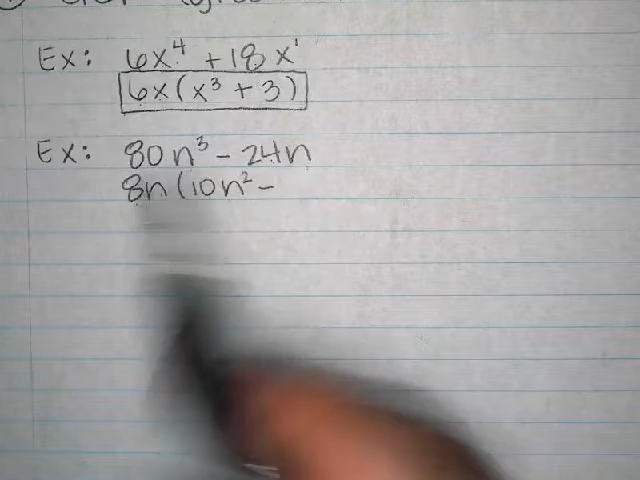 Ex: 6x⁴ + 18x¹
6x(x³ + 3)
Ex: 80n³ - 24n
8n(10n² -